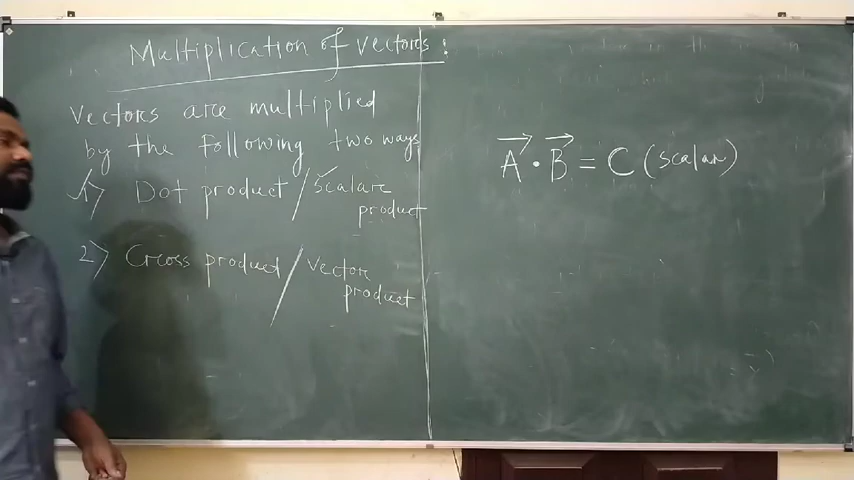 Multiplication of vectors :
Vectors are multiplied
by the following two ways
1> Dot product / Scalar
product
2> Cross product / Vector
product
A⃗ · B⃗ = C (scalar)